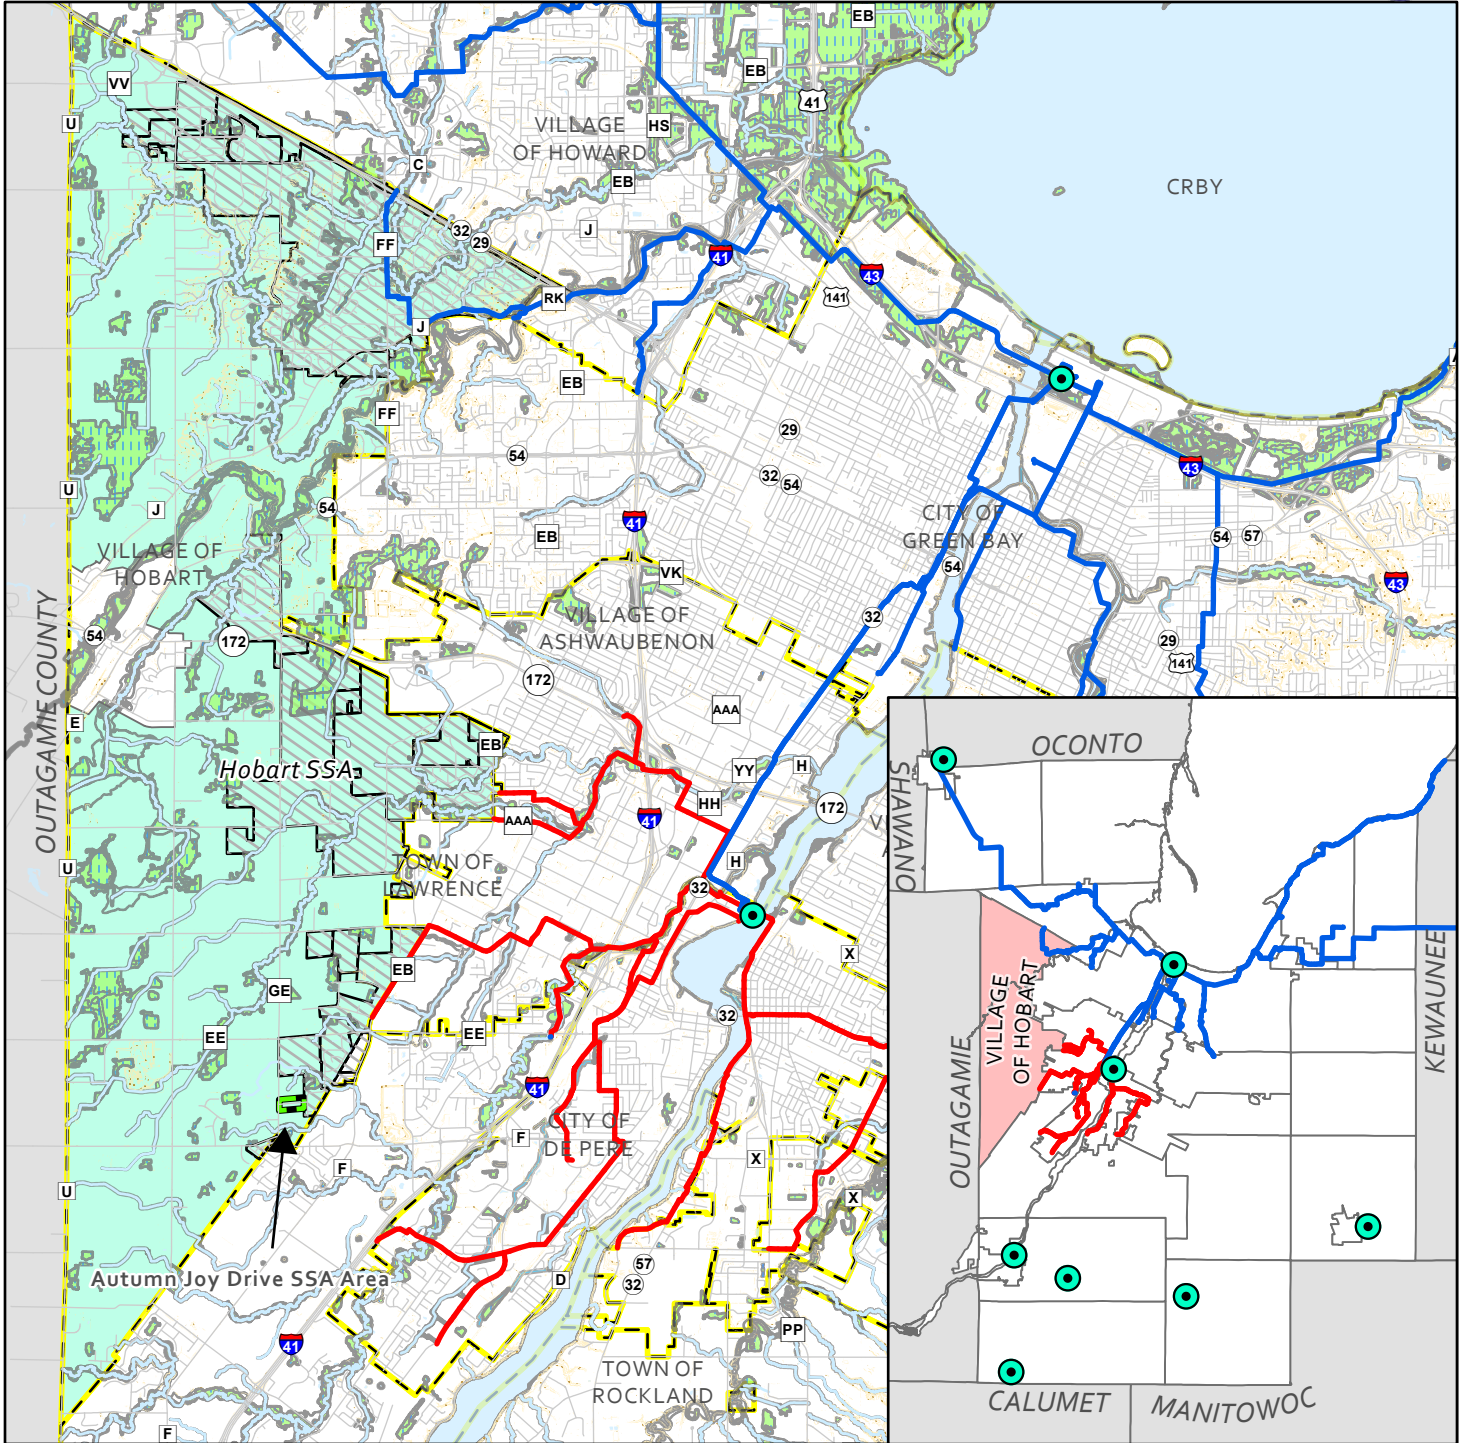 EB
VV
EB
41
U
VILLAGE
OF HOWARD
HS
C
EB
CRBY
FF
32
29
J
41
43
RK
141
J
EB
FF
29
54
32
54
43
U
J
54
41
CITY OF
GREEN BAY
54
57
EB
VILLAGE OF
HOBART
VK
54
43
VILLAGE OF
ASHWAUBENON
32
54
172
29
141
172
AAA
E
EB
OUTAGAMIE COUNTY
Hobart SSA
YY
H
HH
172
AAA
41
TOWN OF
LAWRENCE
H
U
32
EB
X
GE
32
EE
EE
41
CITY OF
DE PERE
F
F
X
U
X
Autumn Joy Drive SSA Area
D
57
32
41
PP
TOWN OF
ROCKLAND
F
OCONTO
SHAWANO
VILLAGE
OF HOBART
OUTAGAMIE
KEWAUNEE
CALUMET
MANITOWOC